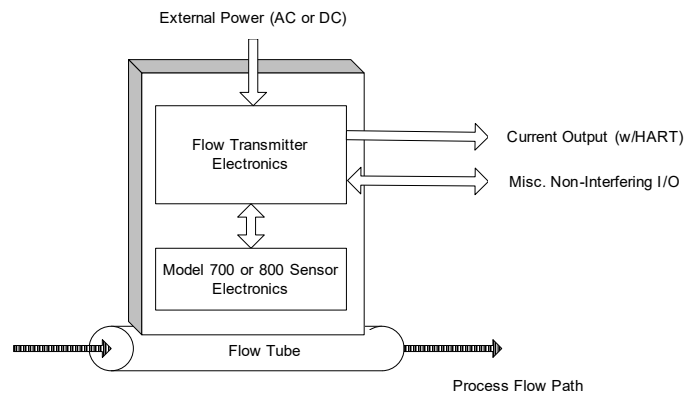 External Power (AC or DC)
Flow Transmitter
Electronics
Current Output (w/HART)
Misc. Non-Interfering I/O
Model 700 or 800 Sensor
Electronics
Flow Tube
Process Flow Path